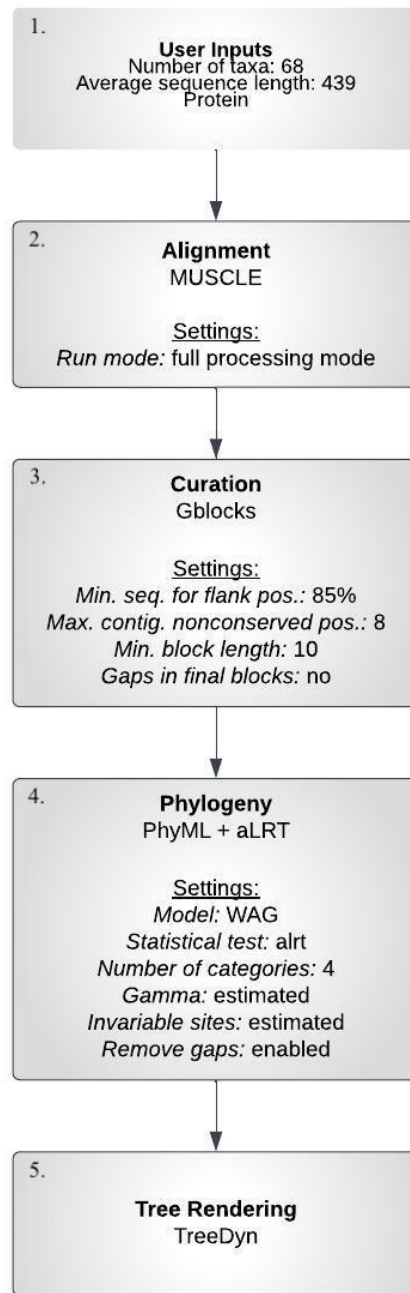 1.
User Inputs
Number of taxa: 68
Average sequence length: 439
Protein
2.
Alignment
MUSCLE
Settings:
Run mode: full processing mode
3.
Curation
Gblocks
Settings:
Min. seq. for flank pos.: 85%
Max. contig. nonconserved pos.: 8
Min. block length: 10
Gaps in final blocks: no
4.
Phylogeny
PhyML + aLRT
Settings:
Model: WAG
Statistical test: alrt
Number of categories: 4
Gamma: estimated
Invariable sites: estimated
Remove gaps: enabled
5.
Tree Rendering
TreeDyn